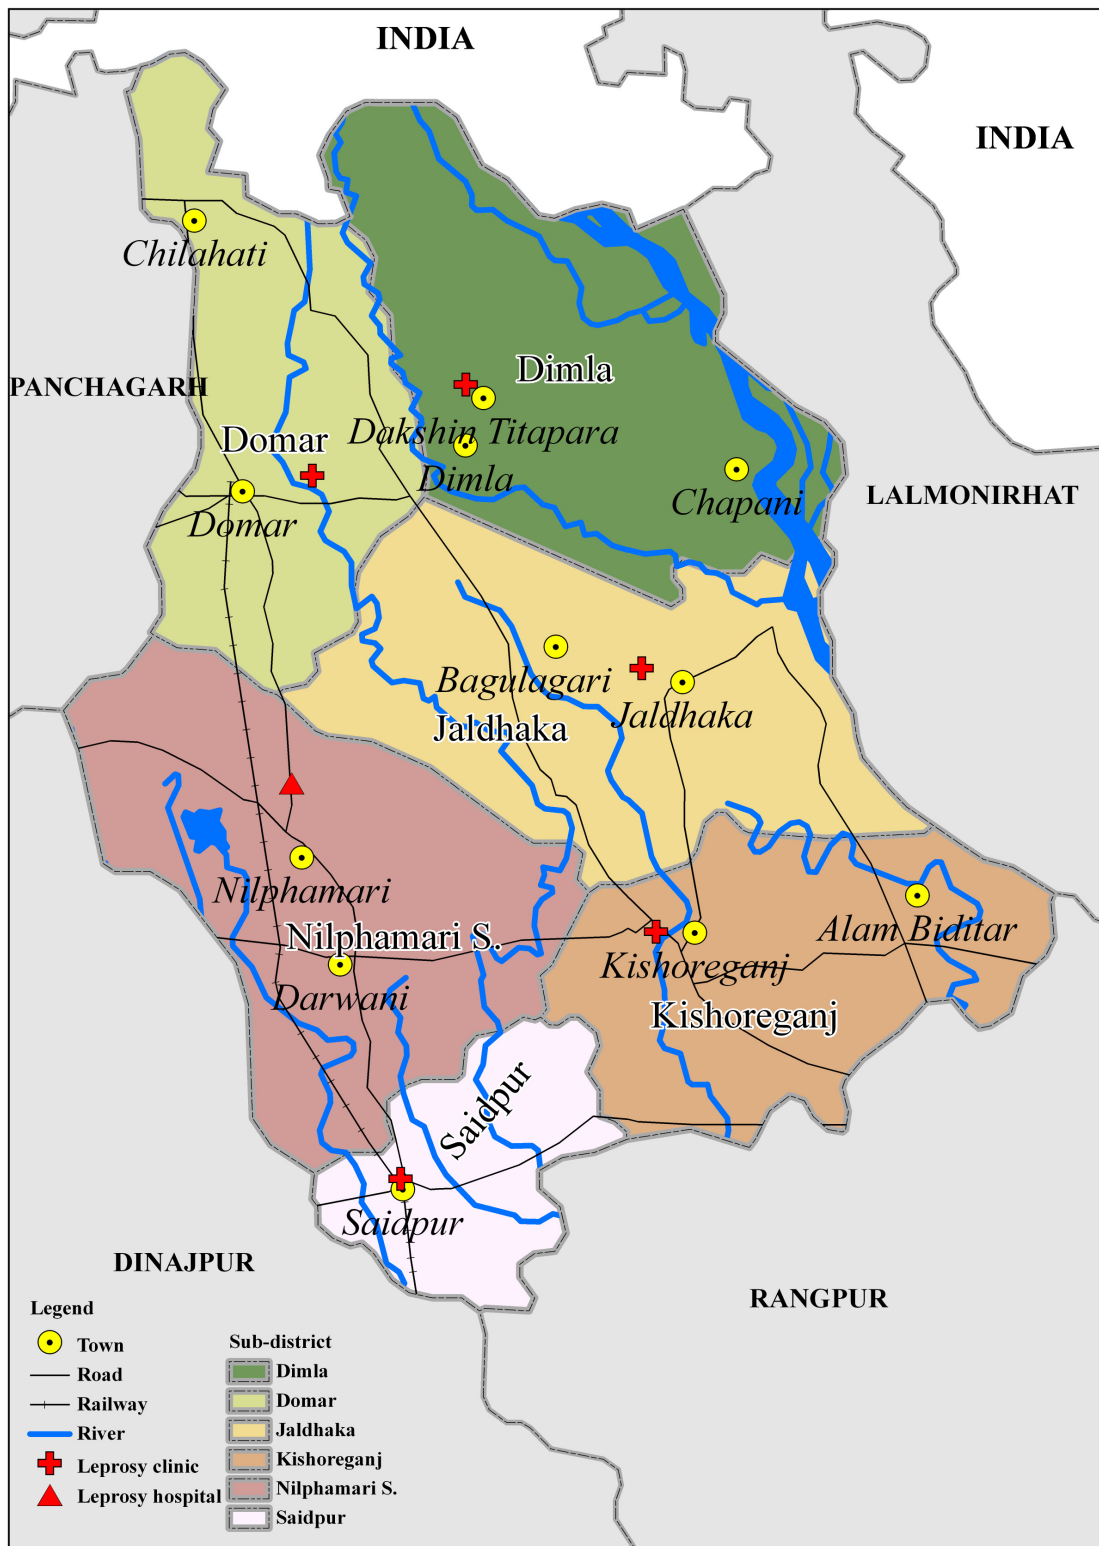 INDIA
INDIA
Chilahati
PANCHAGARH
Dimla
Domar
Dakshin Titapara
Dimla
Chapani
LALMONIRHAT
Domar
Bagulagari
Jaldhaka
Jaldhaka
Nilphamari
Nilphamari S.
Alam Biditar
Kishoreganj
Darwani
Kishoreganj
Saidpur
Saidpur
DINAJPUR
RANGPUR
Legend
Town
Road
Railway
River
Leprosy clinic
Leprosy hospital
Sub-district
Dimla
Domar
Jaldhaka
Kishoreganj
Nilphamari S.
Saidpur